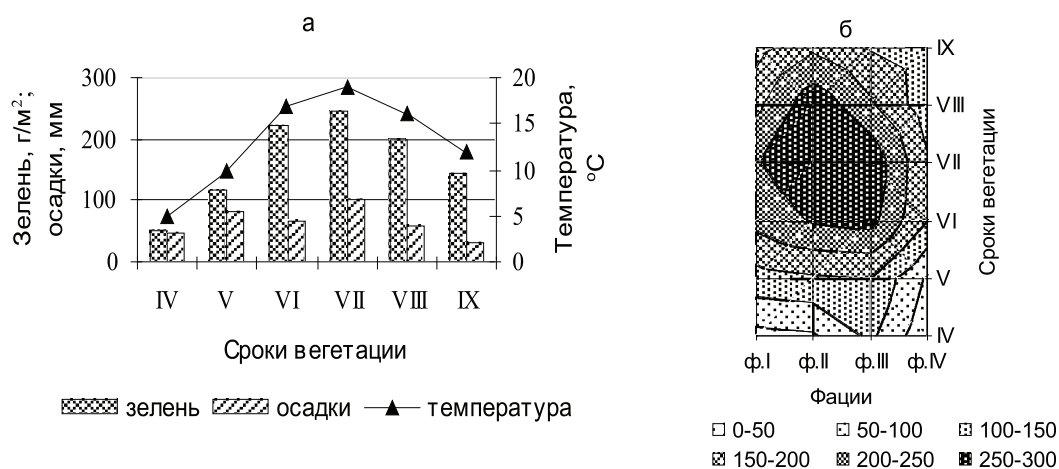 а
Зелень, г/м²;
осадки, мм
300
200
100
0
20
15
10
5
0
Температура,
°С
IV V VI VII VIII IX
Сроки вегетации
зелень осадки температура
б
IX
VIII
VII
VI
V
IV
Сроки вегетации
ф.I ф.II ф.III ф.IV
Фации
0-50 50-100 100-150
150-200 200-250 250-300